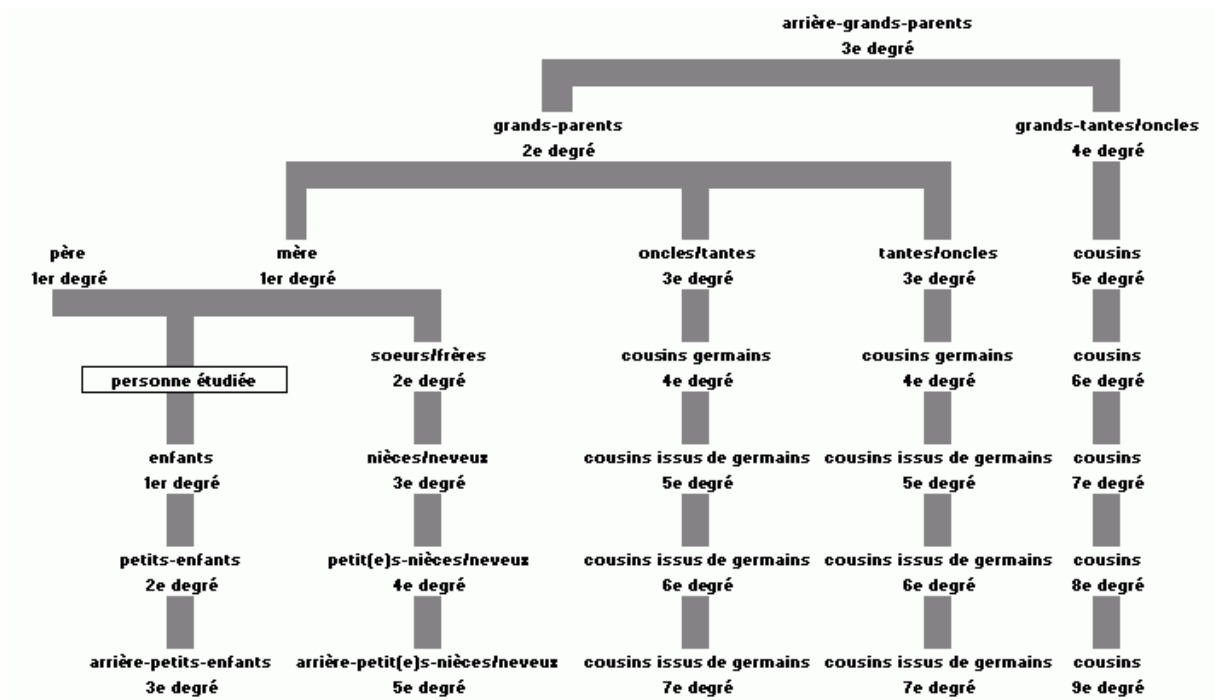 arrière-grands-parents
3e degré
grands-parents
grands-tantes/oncles
2e degré
4e degré
père
mère
oncles/tantes
tantes/oncles
cousins
1er degré
1er degré
3e degré
3e degré
5e degré
soeurs/frères
cousins germains
cousins germains
cousins
personne étudiée
2e degré
4e degré
4e degré
6e degré
enfants
nièces/neveux
cousins issus de germains
cousins issus de germains
cousins
1er degré
3e degré
5e degré
5e degré
7e degré
petits-enfants
petit(e)s-nièces/neveux
cousins issus de germains
cousins issus de germains
cousins
2e degré
4e degré
6e degré
6e degré
8e degré
arrière-petits-enfants
arrière-petit(e)s-nièces/neveux
cousins issus de germains
cousins issus de germains
cousins
3e degré
5e degré
7e degré
7e degré
9e degré